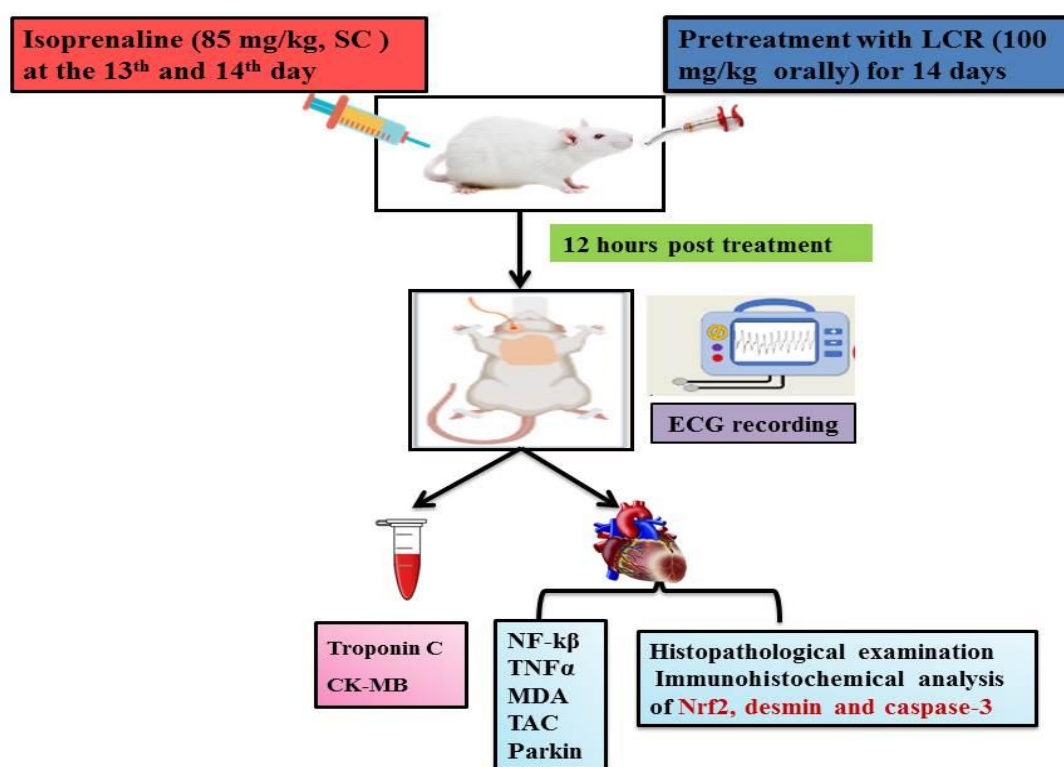 Isoprenaline (85 mg/kg, SC )
at the 13th and 14th day
Pretreatment with LCR (100
mg/kg orally) for 14 days
12 hours post treatment
ECG recording
Troponin C
CK-MB
NF-kβ
TNFα
MDA
TAC
Parkin
Histopathological examination
Immunohistochemical analysis
of Nrf2, desmin and caspase-3